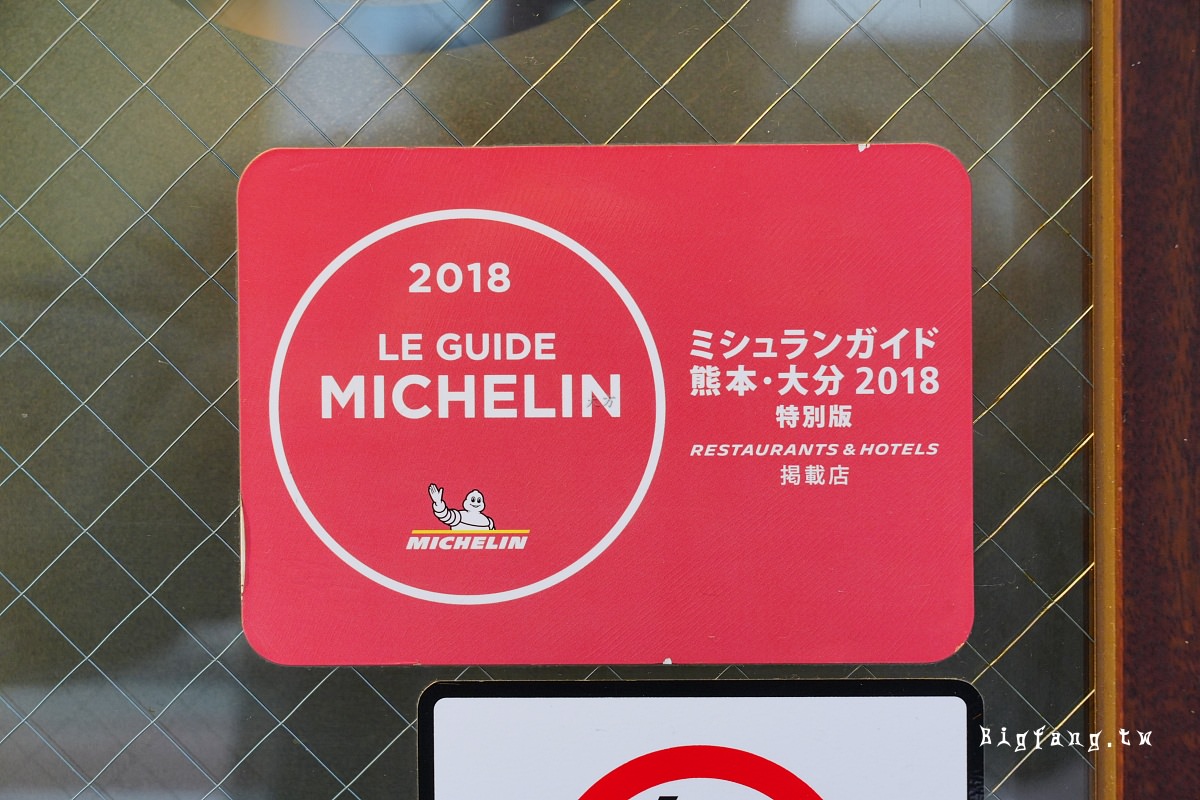 2018
LE GUIDE
MICHELIN
MICHELIN
ミシュランガイド
熊本・大分 2018
特別版
RESTAURANTS & HOTELS
掲載店
Bigfang.tw